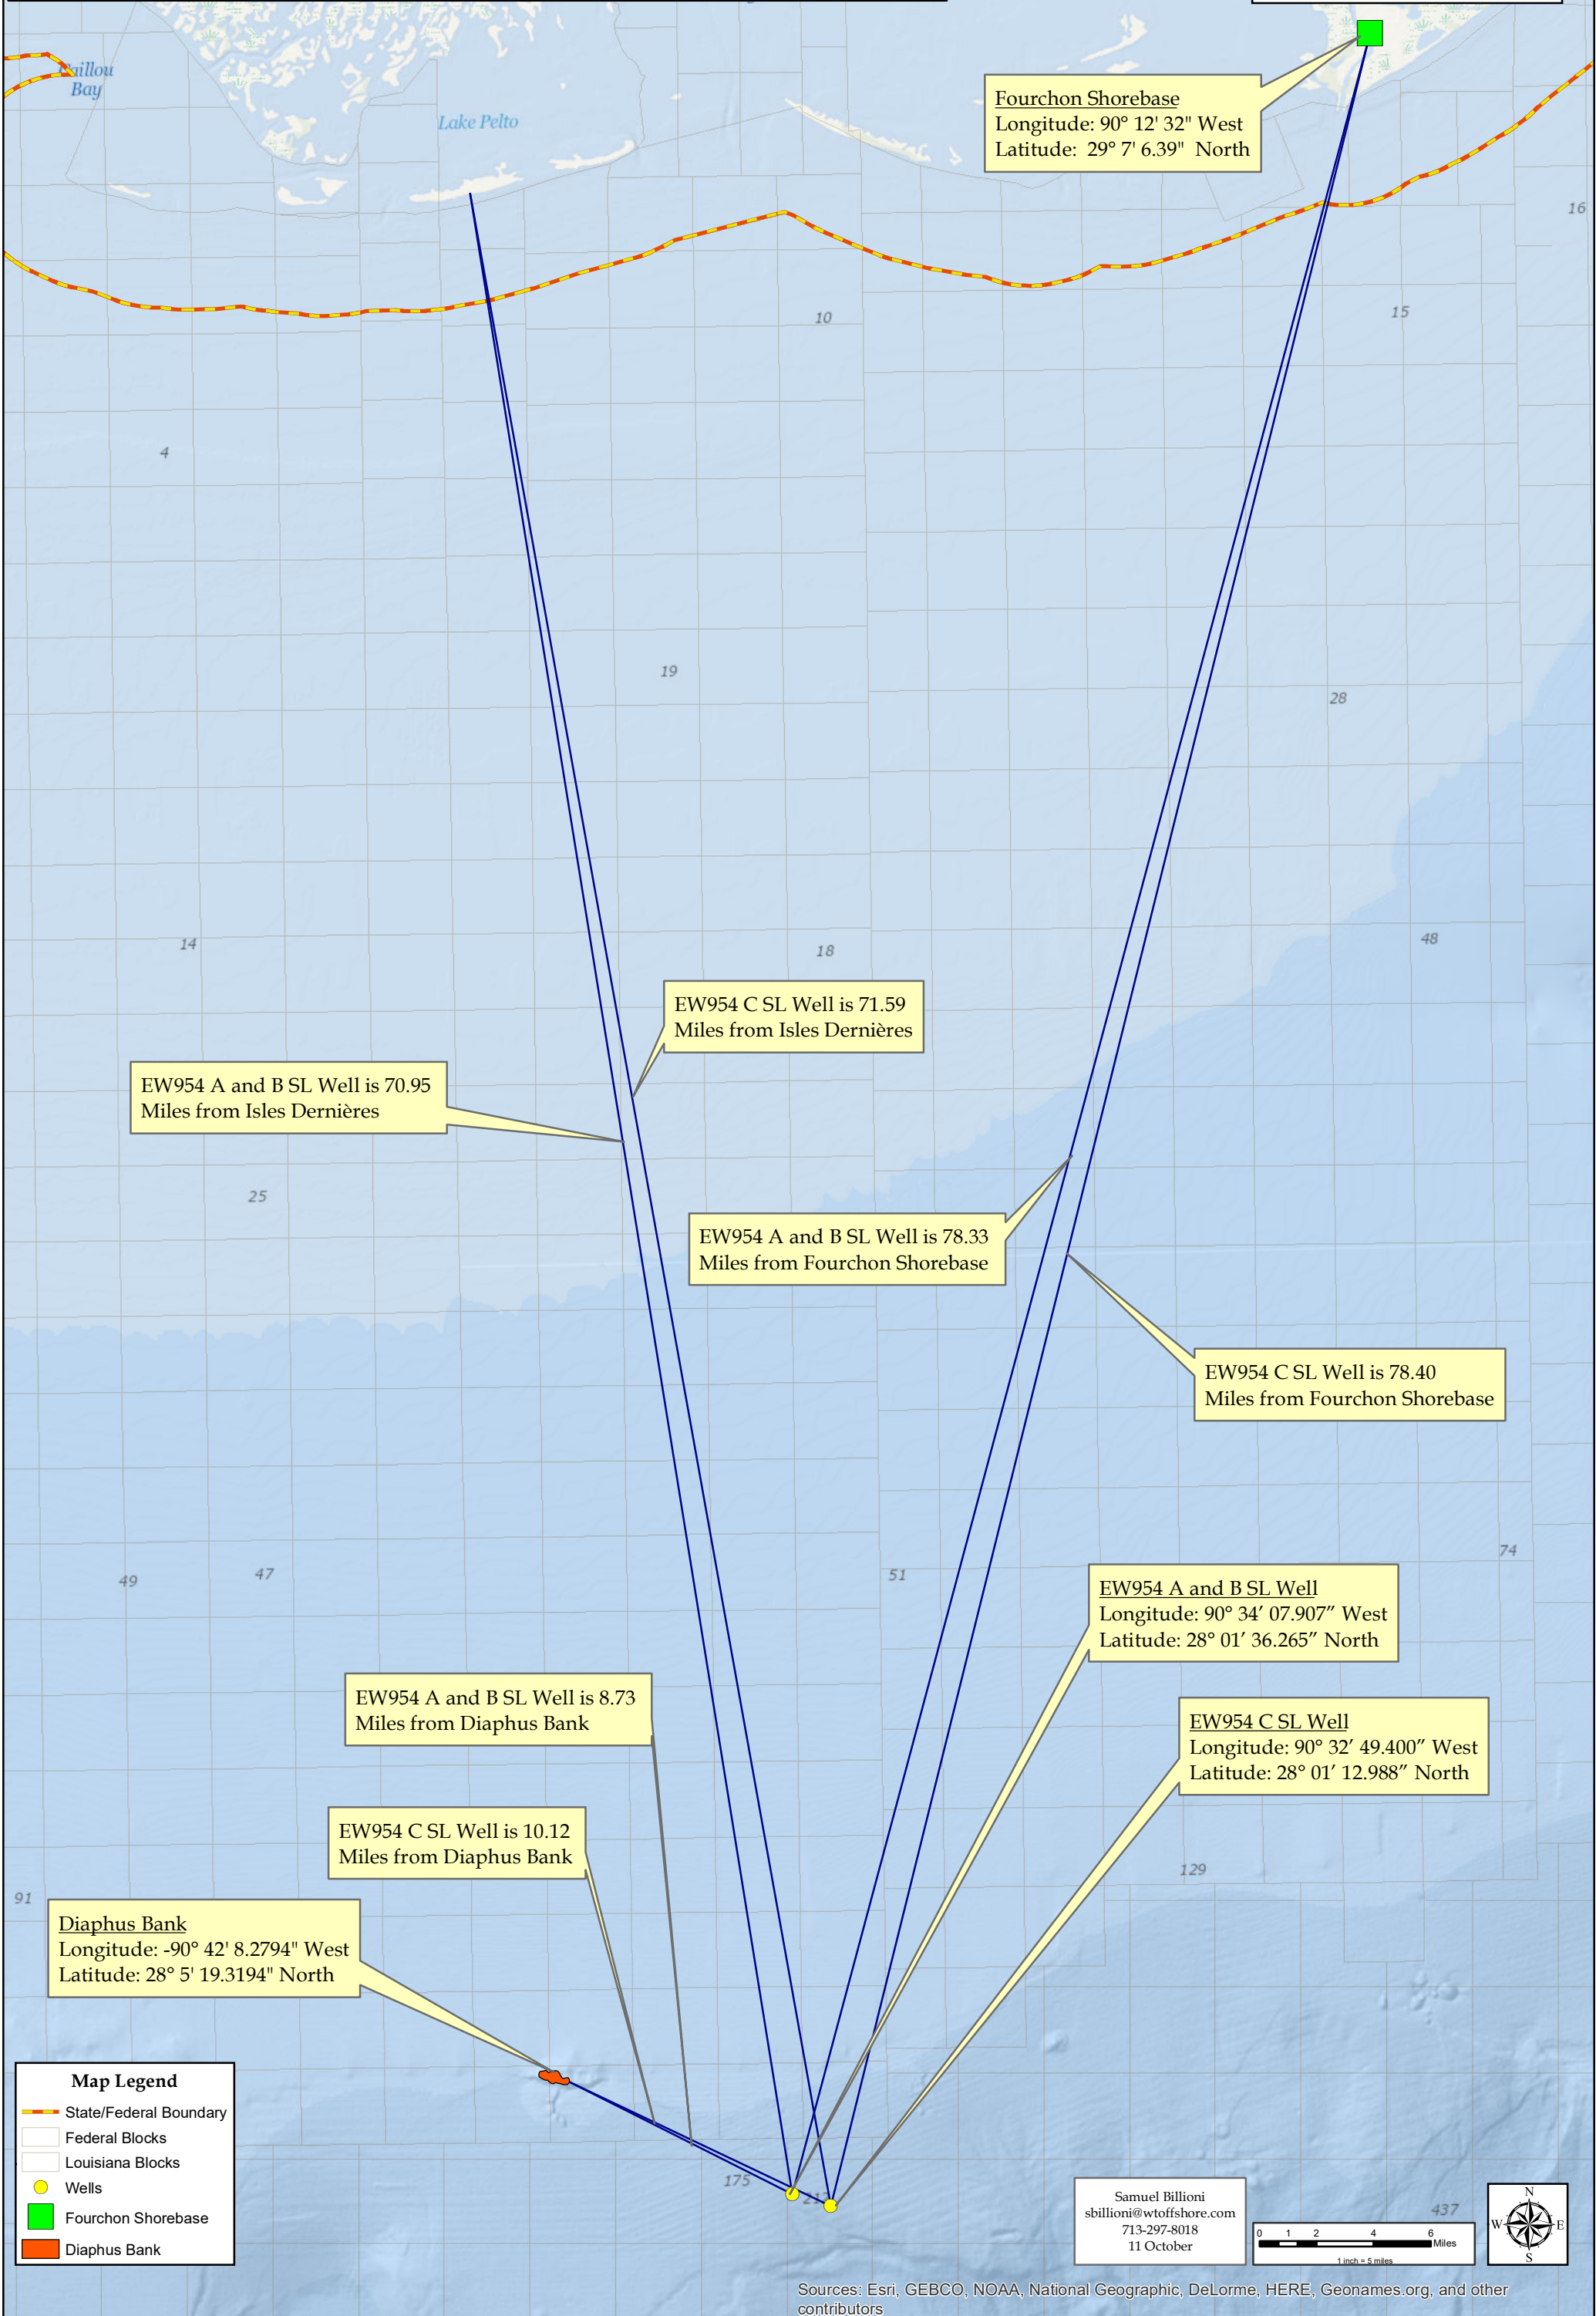 Caillou
Bay
Lake Pelto
Fourchon Shorebase
Longitude: 90° 12' 32" West
Latitude: 29° 7' 6.39" North
16
10
15
4
19
28
14
18
48
EW954 C SL Well is 71.59
Miles from Isles Dernières
EW954 A and B SL Well is 70.95
Miles from Isles Dernières
25
EW954 A and B SL Well is 78.33
Miles from Fourchon Shorebase
EW954 C SL Well is 78.40
Miles from Fourchon Shorebase
74
49
47
51
EW954 A and B SL Well
Longitude: 90° 34′ 07.907″ West
Latitude: 28° 01′ 36.265″ North
EW954 A and B SL Well is 8.73
Miles from Diaphus Bank
EW954 C SL Well
Longitude: 90° 32′ 49.400″ West
Latitude: 28° 01′ 12.988″ North
EW954 C SL Well is 10.12
Miles from Diaphus Bank
129
91
Diaphus Bank
Longitude: -90° 42' 8.2794" West
Latitude: 28° 5' 19.3194" North
Map Legend
State/Federal Boundary
Federal Blocks
Louisiana Blocks
Wells
Fourchon Shorebase
Diaphus Bank
175
437
Samuel Billioni
sbillioni@wtoffshore.com
713-297-8018
11 October
0 1 2 4 6
Miles
1 inch = 5 miles
N
W E
S
Sources: Esri, GEBCO, NOAA, National Geographic, DeLorme, HERE, Geonames.org, and other
contributors